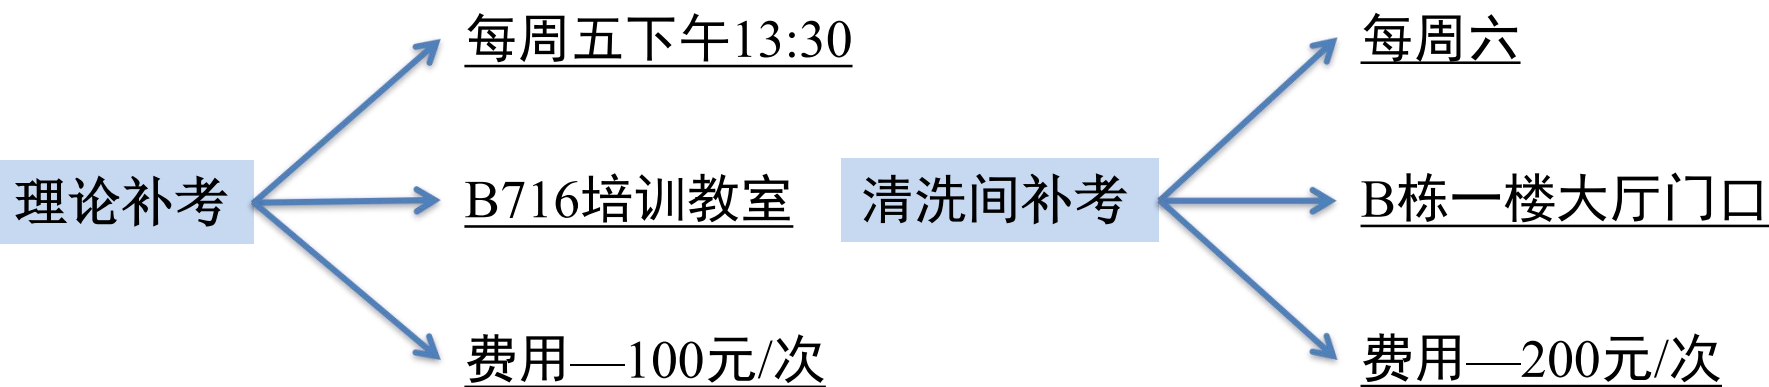 理论补考
每周五下午13:30
B716培训教室
费用—100元/次
清洗间补考
每周六
B栋一楼大厅门口
费用—200元/次